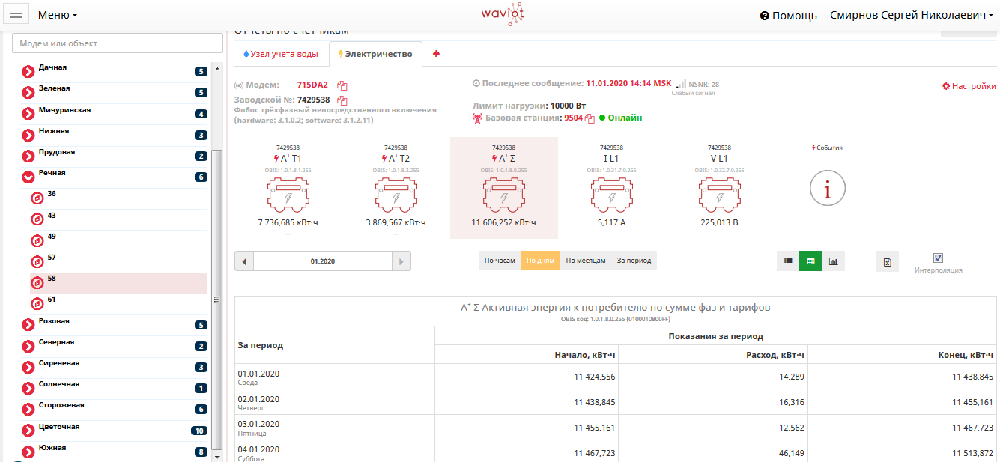 Меню
waviot
Помощь
Смирнов Сергей Николаевич
Отчеты по счетчикам
Модем или объект
Дачная 5
Зеленая 5
Мичуринская 4
Нижняя 3
Прудовая 2
Речная 6
36
43
49
57
58
61
Розовая 5
Северная 2
Сиреневая 3
Солнечная 1
Сторожевая 6
Цветочная 10
Южная 8
Узел учета воды
Электричество
Модем: 715DA2
Заводской №: 7429538
Фобос трёхфазный непосредственного включения
(hardware: 3.1.0.2; software: 3.1.2.11)
Последнее сообщение: 11.01.2020 14:14 MSK
NSNR: 28
Слабый сигнал
Лимит нагрузки: 10000 Вт
Базовая станция: 9504 Онлайн
Настройки
7429538
A⁺ T1
OBIS: 1.0.1.8.1.255
7 736,685 кВт·ч
—
7429538
A⁺ T2
OBIS: 1.0.1.8.2.255
3 869,567 кВт·ч
—
7429538
A⁺ Σ
OBIS: 1.0.1.8.0.255
11 606,252 кВт·ч
7429538
I L1
OBIS: 1.0.31.7.0.255
5,117 А
7429538
V L1
OBIS: 1.0.32.7.0.255
225,013 В
События
i
01.2020
По часам По дням По месяцам За период
Интерполяция
A⁺ Σ Активная энергия к потребителю по сумме фаз и тарифов
OBIS код: 1.0.1.8.0.255 (0100010800FF)
За период
Показания за период
Начало, кВт·ч Расход, кВт·ч Конец, кВт·ч
01.01.2020 11 424,556 14,289 11 438,845
Среда
02.01.2020 11 438,845 16,316 11 455,161
Четверг
03.01.2020 11 455,161 12,562 11 467,723
Пятница
04.01.2020 11 467,723 46,149 11 513,872
Суббота